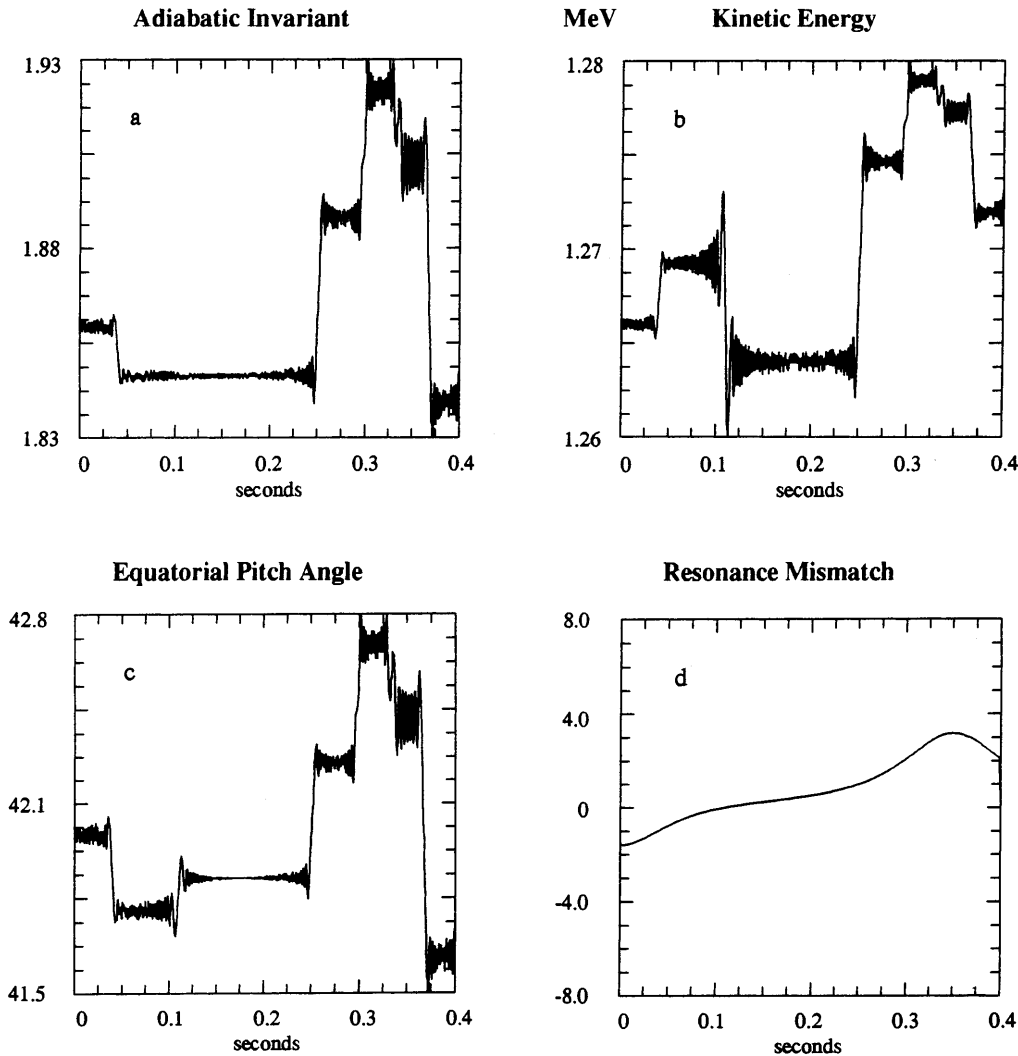 Adiabatic Invariant
1.93
1.88
1.83
a
0 0.1 0.2 0.3 0.4
seconds
MeV Kinetic Energy
1.28
1.27
1.26
b
0 0.1 0.2 0.3 0.4
seconds
Equatorial Pitch Angle
42.8
42.1
41.5
c
0 0.1 0.2 0.3 0.4
seconds
Resonance Mismatch
8.0
4.0
0
-4.0
-8.0
d
0 0.1 0.2 0.3 0.4
seconds